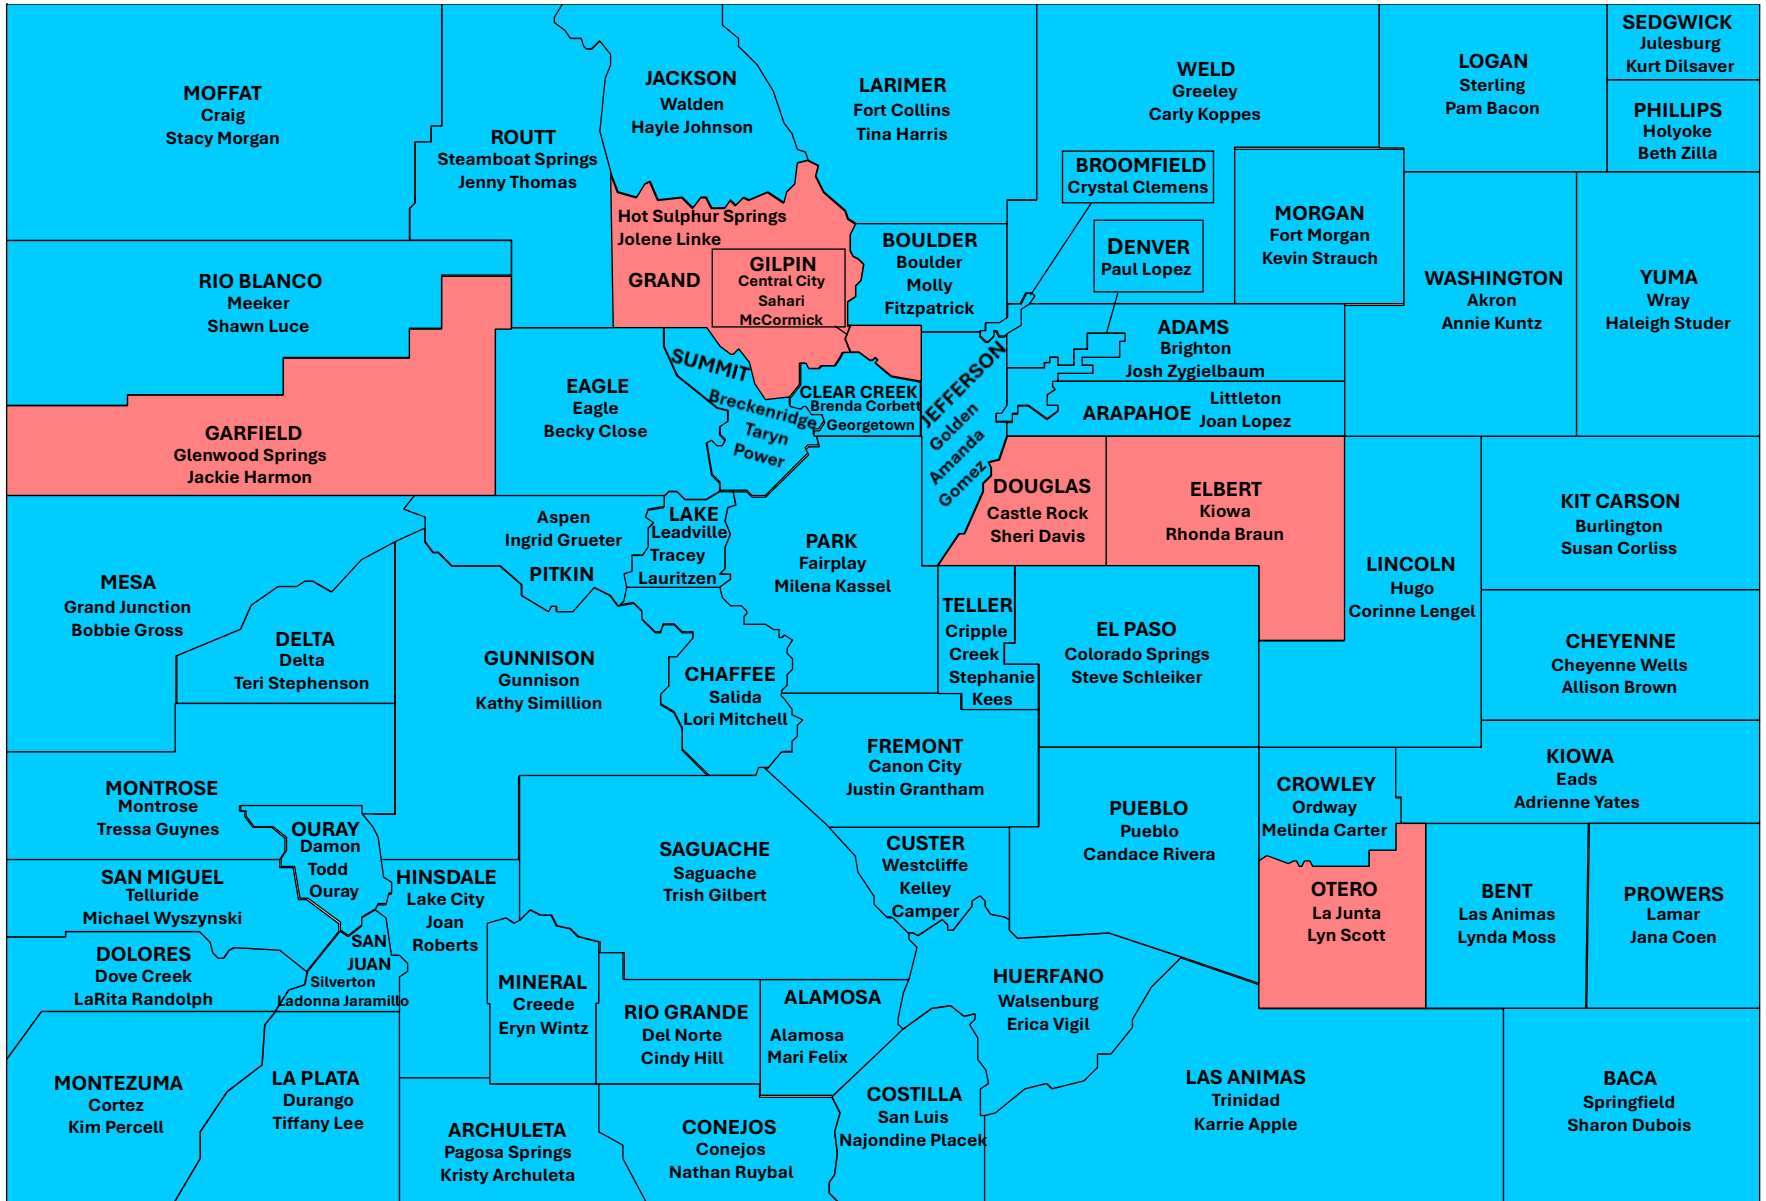 MOFFAT
Craig
Stacy Morgan
ROUTT
Steamboat Springs
Jenny Thomas
JACKSON
Walden
Hayle Johnson
LARIMER
Fort Collins
Tina Harris
WELD
Greeley
Carly Koppes
LOGAN
Sterling
Pam Bacon
SEDGWICK
Julesburg
Kurt Dilsaver
PHILLIPS
Holyoke
Beth Zilla
BROOMFIELD
Crystal Clemens
DENVER
Paul Lopez
MORGAN
Fort Morgan
Kevin Strauch
WASHINGTON
Akron
Annie Kuntz
YUMA
Wray
Haleigh Studer
RIO BLANCO
Meeker
Shawn Luce
Hot Sulphur Springs
Jolene Linke
GRAND
GILPIN
Central City
Sahari
McCormick
BOULDER
Boulder
Molly
Fitzpatrick
ADAMS
Brighton
Josh Zygielbaum
ARAPAHOE
Littleton
Joan Lopez
GARFIELD
Glenwood Springs
Jackie Harmon
EAGLE
Eagle
Becky Close
SUMMIT
Breckenridge
Taryn
Power
CLEAR CREEK
Brenda Corbett
Georgetown
JEFFERSON
Golden
Amanda
Gomez
DOUGLAS
Castle Rock
Sheri Davis
ELBERT
Kiowa
Rhonda Braun
LINCOLN
Hugo
Corinne Lengel
KIT CARSON
Burlington
Susan Corliss
MESA
Grand Junction
Bobbie Gross
DELTA
Delta
Teri Stephenson
Aspen
Ingrid Grueter
PITKIN
LAKE
Leadville
Tracey
Lauritzen
PARK
Fairplay
Milena Kassel
TELLER
Cripple
Creek
Stephanie
Kees
EL PASO
Colorado Springs
Steve Schleiker
CHEYENNE
Cheyenne Wells
Allison Brown
GUNNISON
Gunnison
Kathy Simillion
CHAFFEE
Salida
Lori Mitchell
FREMONT
Canon City
Justin Grantham
KIOWA
Eads
Adrienne Yates
MONTROSE
Montrose
Tressa Guynes
OURAY
Damon
Todd
Ouray
CROWLEY
Ordway
Melinda Carter
PUEBLO
Pueblo
Candace Rivera
SAN MIGUEL
Telluride
Michael Wyszynski
HINSDALE
Lake City
Joan
Roberts
SAGUACHE
Saguache
Trish Gilbert
CUSTER
Westcliffe
Kelley
Camper
OTERO
La Junta
Lyn Scott
BENT
Las Animas
Lynda Moss
PROWERS
Lamar
Jana Coen
DOLORES
Dove Creek
LaRita Randolph
SAN
JUAN
Silverton
Ladonna Jaramillo
MINERAL
Creede
Eryn Wintz
RIO GRANDE
Del Norte
Cindy Hill
ALAMOSA
Alamosa
Mari Felix
HUERFANO
Walsenburg
Erica Vigil
MONTEZUMA
Cortez
Kim Percell
LA PLATA
Durango
Tiffany Lee
ARCHULETA
Pagosa Springs
Kristy Archuleta
CONEJOS
Conejos
Nathan Ruybal
COSTILLA
San Luis
Najondine Placek
LAS ANIMAS
Trinidad
Karrie Apple
BACA
Springfield
Sharon Dubois